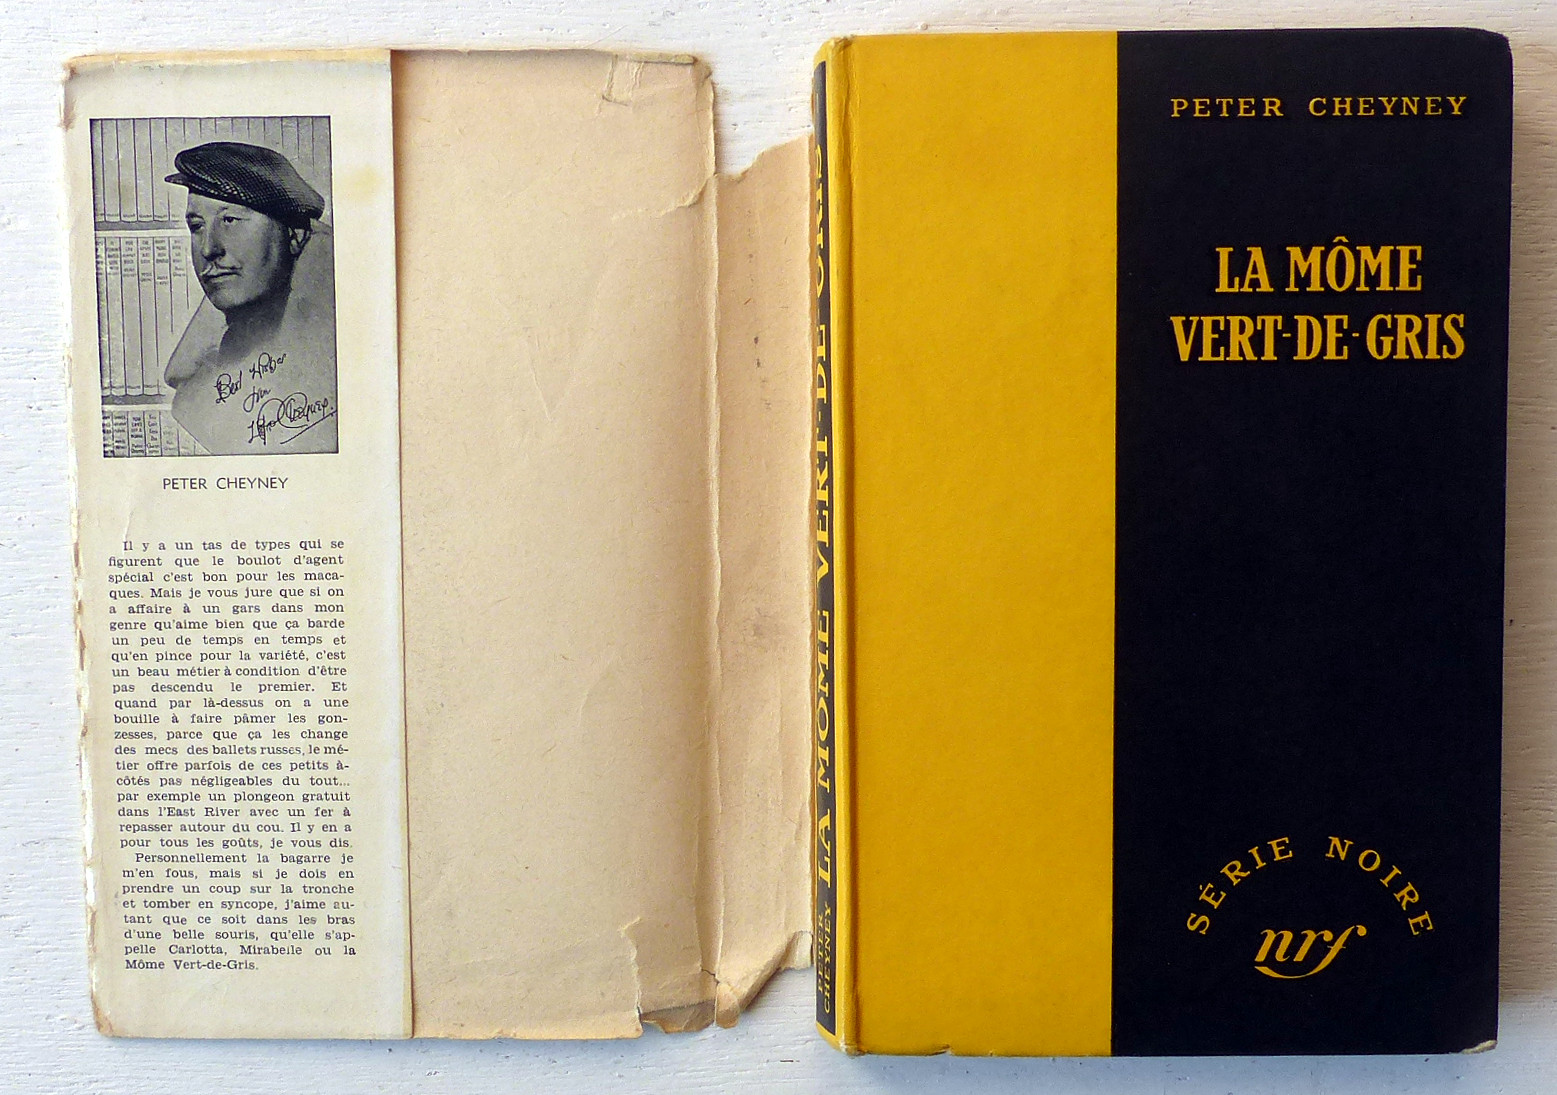 Best Wishes
from
Peter Cheyney.
PETER CHEYNEY
Il y a un tas de types qui se
figurent que le boulot d'agent
spécial c'est bon pour les maca-
ques. Mais je vous jure que si on
a affaire à un gars dans mon
genre qu'aime bien que ça barde
un peu de temps en temps et
qu'en pince pour la variété, c'est
un beau métier à condition d'être
pas descendu le premier. Et
quand par là-dessus on a une
bouille à faire pâmer les gon-
zesses, parce que ça les change
des mecs des ballets russes, le mé-
tier offre parfois de ces petits à-
côtés pas négligeables du tout...
par exemple un plongeon gratuit
dans l'East River avec un fer à
repasser autour du cou. Il y en a
pour tous les goûts, je vous dis.
Personnellement la bagarre je
m'en fous, mais si je dois en
prendre un coup sur la tronche
et tomber en syncope, j'aime au-
tant que ce soit dans les bras
d'une belle souris, qu'elle s'ap-
pelle Carlotta, Mirabelle ou la
Môme Vert-de-Gris.
PETER
CHEYNEY
LA MÔME VERT DE GRIS
PETER CHEYNEY
LA MÔME
VERT-DE-GRIS
SÉRIE NOIRE
nrf